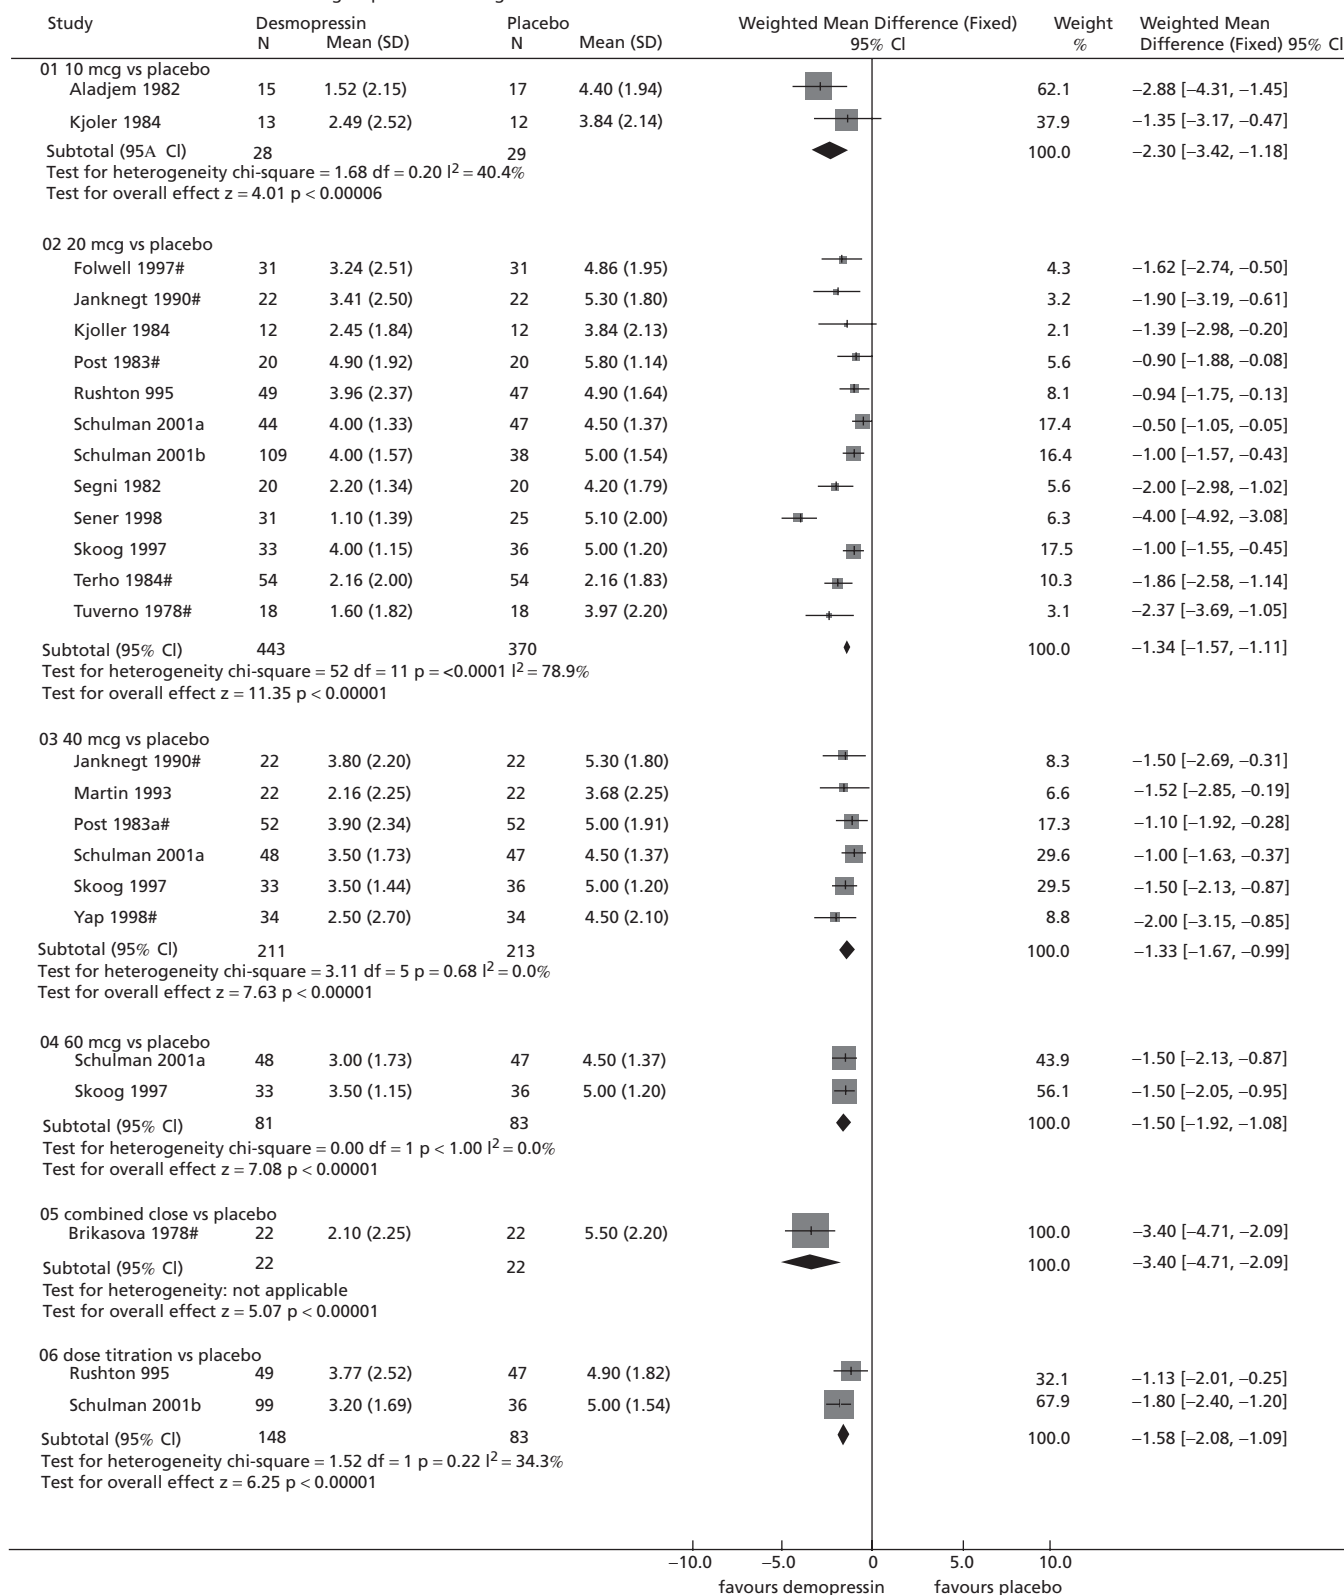 Study Desmopressin Placebo Weighted Mean Difference (Fixed) Weight Weighted Mean
N Mean (SD) N Mean (SD) 95% CI % Difference (Fixed) 95% CI
01 10 mcg vs placebo
Aladjem 1982 15 1.52 (2.15) 17 4.40 (1.94) 62.1 −2.88 [−4.31, −1.45]
Kjoler 1984 13 2.49 (2.52) 12 3.84 (2.14) 37.9 −1.35 [−3.17, −0.47]
Subtotal (95A CI) 28 29 100.0 −2.30 [−3.42, −1.18]
Test for heterogeneity chi-square = 1.68 df = 0.20 I² = 40.4%
Test for overall effect z = 4.01 p < 0.00006
02 20 mcg vs placebo
Folwell 1997# 31 3.24 (2.51) 31 4.86 (1.95) 4.3 −1.62 [−2.74, −0.50]
Janknegt 1990# 22 3.41 (2.50) 22 5.30 (1.80) 3.2 −1.90 [−3.19, −0.61]
Kjoller 1984 12 2.45 (1.84) 12 3.84 (2.13) 2.1 −1.39 [−2.98, −0.20]
Post 1983# 20 4.90 (1.92) 20 5.80 (1.14) 5.6 −0.90 [−1.88, −0.08]
Rushton 995 49 3.96 (2.37) 47 4.90 (1.64) 8.1 −0.94 [−1.75, −0.13]
Schulman 2001a 44 4.00 (1.33) 47 4.50 (1.37) 17.4 −0.50 [−1.05, −0.05]
Schulman 2001b 109 4.00 (1.57) 38 5.00 (1.54) 16.4 −1.00 [−1.57, −0.43]
Segni 1982 20 2.20 (1.34) 20 4.20 (1.79) 5.6 −2.00 [−2.98, −1.02]
Sener 1998 31 1.10 (1.39) 25 5.10 (2.00) 6.3 −4.00 [−4.92, −3.08]
Skoog 1997 33 4.00 (1.15) 36 5.00 (1.20) 17.5 −1.00 [−1.55, −0.45]
Terho 1984# 54 2.16 (2.00) 54 2.16 (1.83) 10.3 −1.86 [−2.58, −1.14]
Tuverno 1978# 18 1.60 (1.82) 18 3.97 (2.20) 3.1 −2.37 [−3.69, −1.05]
Subtotal (95% CI) 443 370 100.0 −1.34 [−1.57, −1.11]
Test for heterogeneity chi-square = 52 df = 11 p = <0.0001 I² = 78.9%
Test for overall effect z = 11.35 p < 0.00001
03 40 mcg vs placebo
Janknegt 1990# 22 3.80 (2.20) 22 5.30 (1.80) 8.3 −1.50 [−2.69, −0.31]
Martin 1993 22 2.16 (2.25) 22 3.68 (2.25) 6.6 −1.52 [−2.85, −0.19]
Post 1983a# 52 3.90 (2.34) 52 5.00 (1.91) 17.3 −1.10 [−1.92, −0.28]
Schulman 2001a 48 3.50 (1.73) 47 4.50 (1.37) 29.6 −1.00 [−1.63, −0.37]
Skoog 1997 33 3.50 (1.44) 36 5.00 (1.20) 29.5 −1.50 [−2.13, −0.87]
Yap 1998# 34 2.50 (2.70) 34 4.50 (2.10) 8.8 −2.00 [−3.15, −0.85]
Subtotal (95% CI) 211 213 100.0 −1.33 [−1.67, −0.99]
Test for heterogeneity chi-square = 3.11 df = 5 p = 0.68 I² = 0.0%
Test for overall effect z = 7.63 p < 0.00001
04 60 mcg vs placebo
Schulman 2001a 48 3.00 (1.73) 47 4.50 (1.37) 43.9 −1.50 [−2.13, −0.87]
Skoog 1997 33 3.50 (1.15) 36 5.00 (1.20) 56.1 −1.50 [−2.05, −0.95]
Subtotal (95% CI) 81 83 100.0 −1.50 [−1.92, −1.08]
Test for heterogeneity chi-square = 0.00 df = 1 p < 1.00 I² = 0.0%
Test for overall effect z = 7.08 p < 0.00001
05 combined close vs placebo
Brikasova 1978# 22 2.10 (2.25) 22 5.50 (2.20) 100.0 −3.40 [−4.71, −2.09]
Subtotal (95% CI) 22 22 100.0 −3.40 [−4.71, −2.09]
Test for heterogeneity: not applicable
Test for overall effect z = 5.07 p < 0.00001
06 dose titration vs placebo
Rushton 995 49 3.77 (2.52) 47 4.90 (1.82) 32.1 −1.13 [−2.01, −0.25]
Schulman 2001b 99 3.20 (1.69) 36 5.00 (1.54) 67.9 −1.80 [−2.40, −1.20]
Subtotal (95% CI) 148 83 100.0 −1.58 [−2.08, −1.09]
Test for heterogeneity chi-square = 1.52 df = 1 p = 0.22 I² = 34.3%
Test for overall effect z = 6.25 p < 0.00001
−10.0 −5.0 0 5.0 10.0
favours demopressin favours placebo